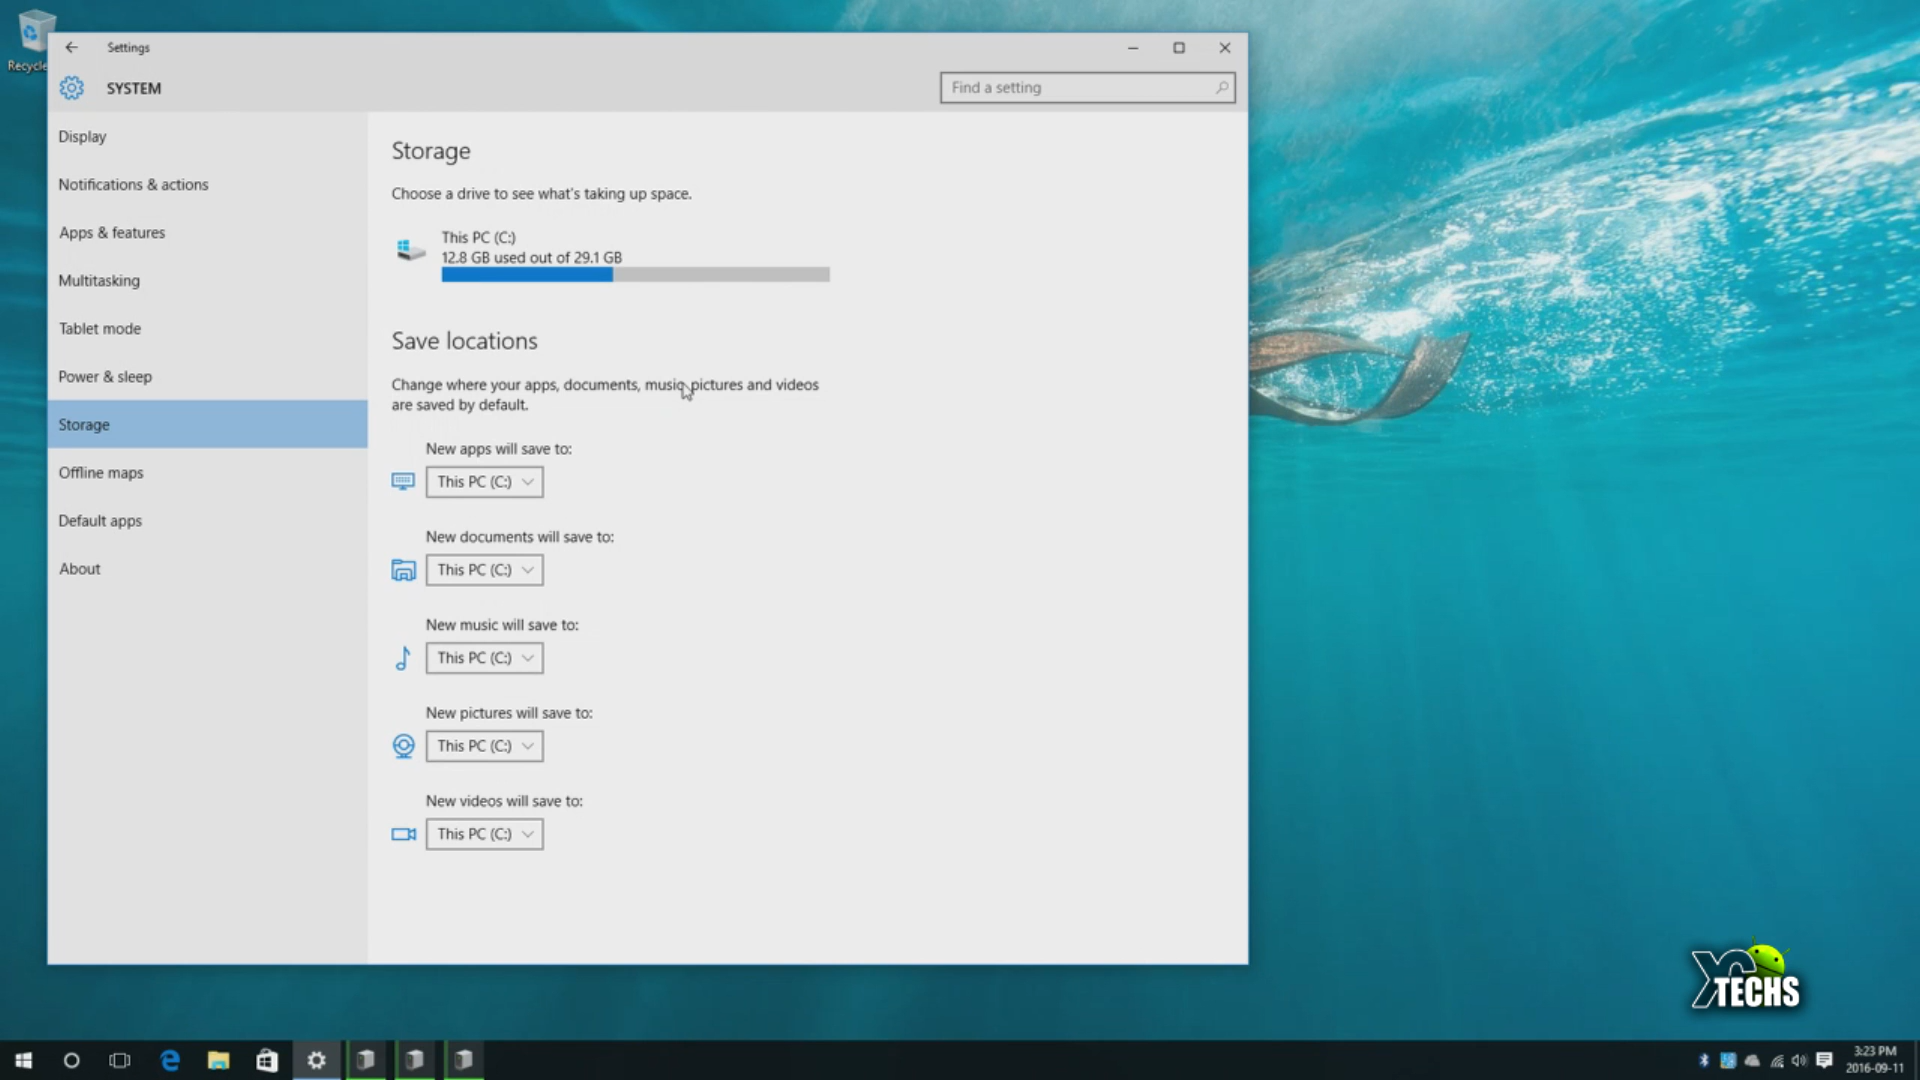 Recycle
Settings
SYSTEM
Find a setting
Display
Notifications & actions
Apps & features
Multitasking
Tablet mode
Power & sleep
Storage
Offline maps
Default apps
About
Storage
Choose a drive to see what's taking up space.
This PC (C:)
12.8 GB used out of 29.1 GB
Save locations
Change where your apps, documents, music, pictures and videos
are saved by default.
New apps will save to:
This PC (C:)
New documents will save to:
This PC (C:)
New music will save to:
This PC (C:)
New pictures will save to:
This PC (C:)
New videos will save to:
This PC (C:)
TECHS
3:23 PM
2016-09-11